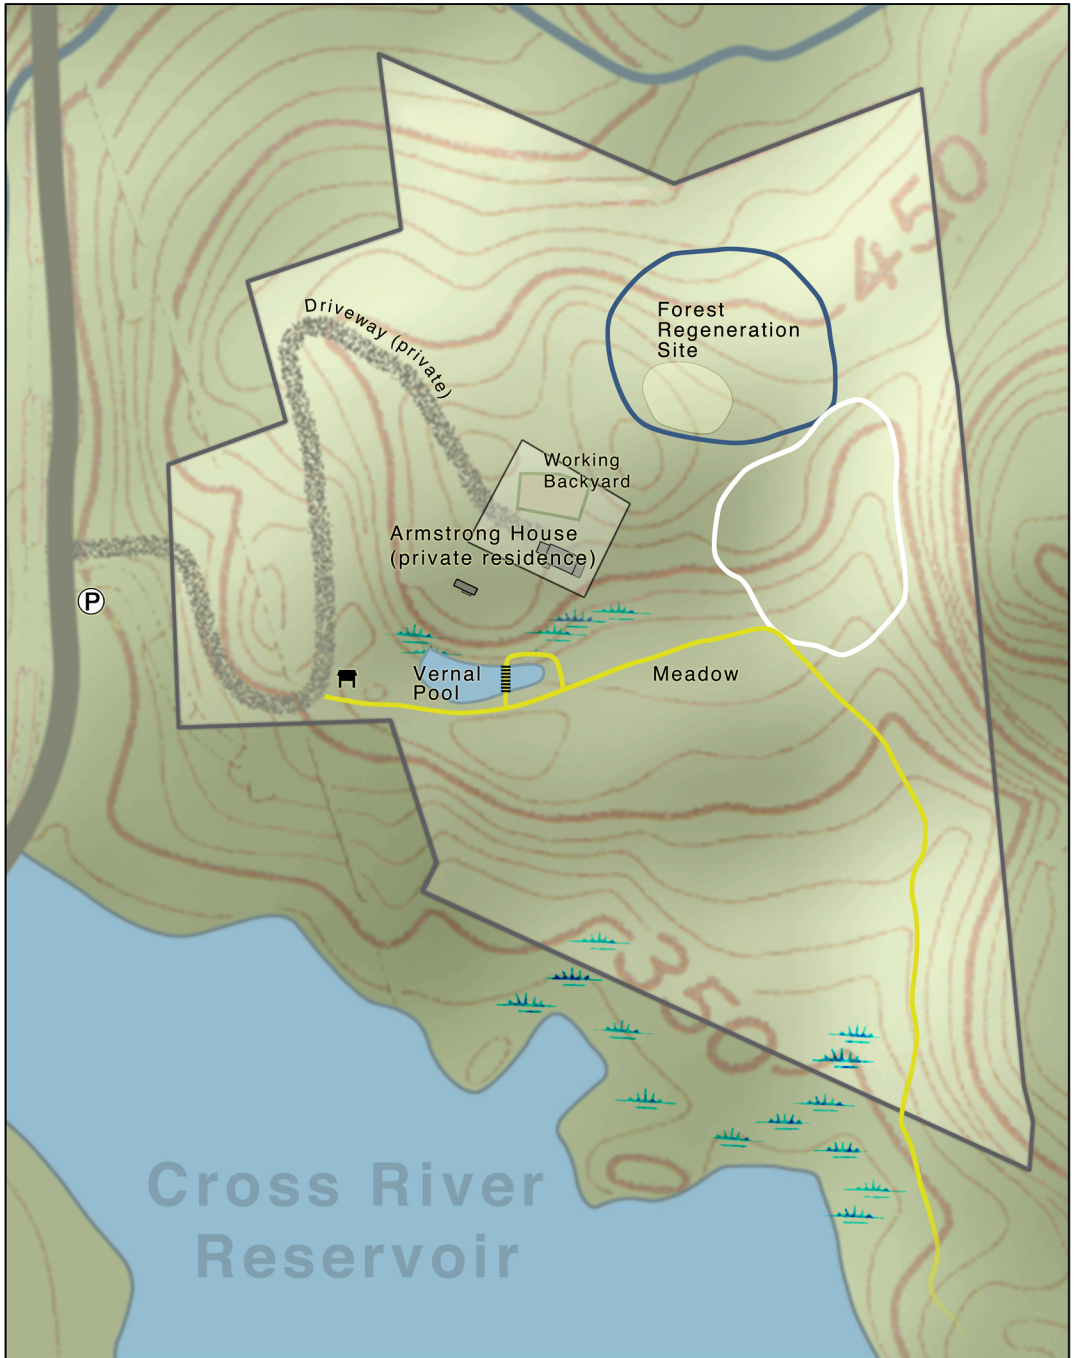 450
Driveway (private)
Forest
Regeneration
Site
Working
Backyard
Armstrong House
(private residence)
P
Vernal
Pool
Meadow
350
Cross River
Reservoir